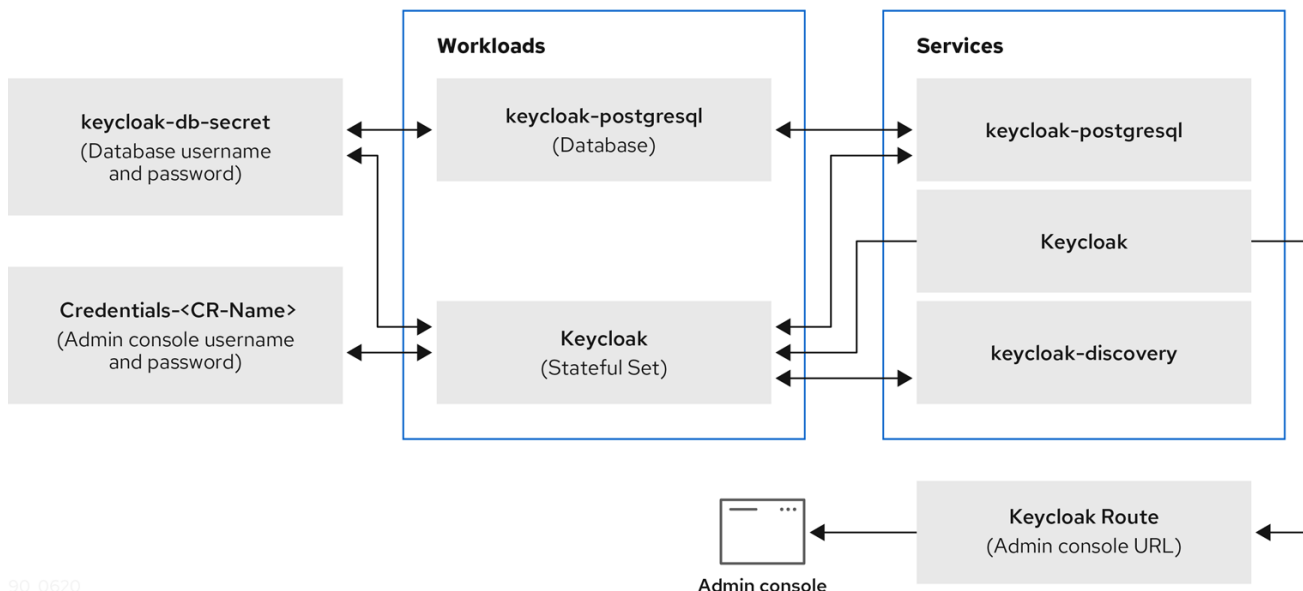 Workloads
Services
keycloak-db-secret
(Database username
and password)
keycloak-postgresql
(Database)
keycloak-postgresql
Keycloak
Credentials-<CR-Name>
(Admin console username
and password)
Keycloak
(Stateful Set)
keycloak-discovery
Keycloak Route
(Admin console URL)
Admin console
90_0620